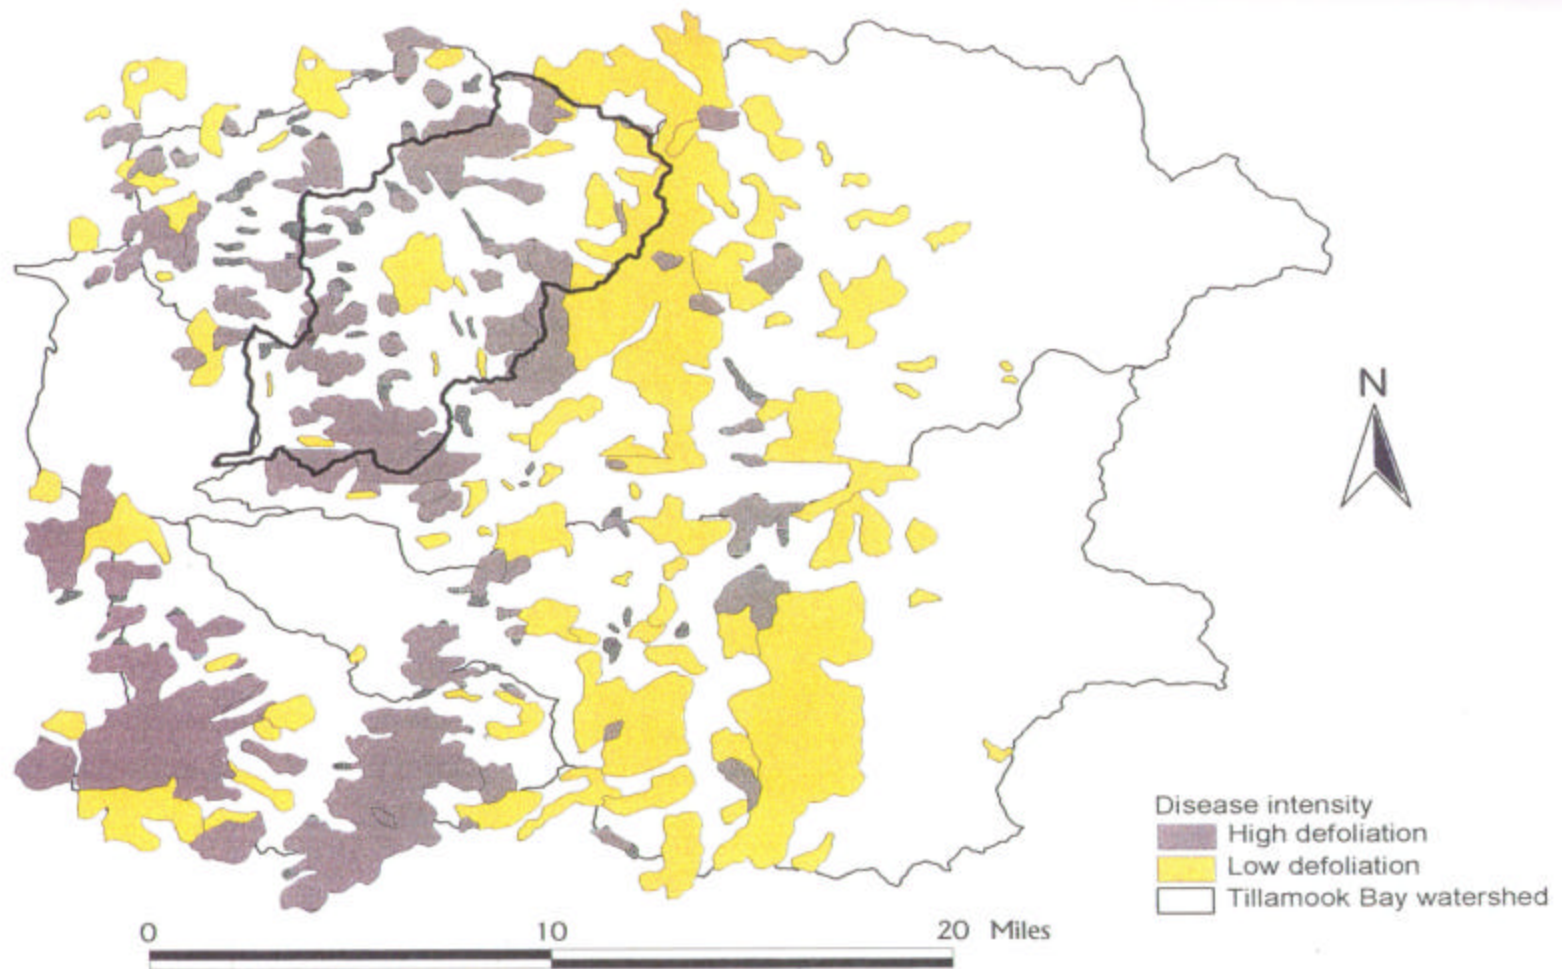 N
Disease intensity
High defoliation
Low defoliation
Tillamook Bay watershed
0 10 20 Miles